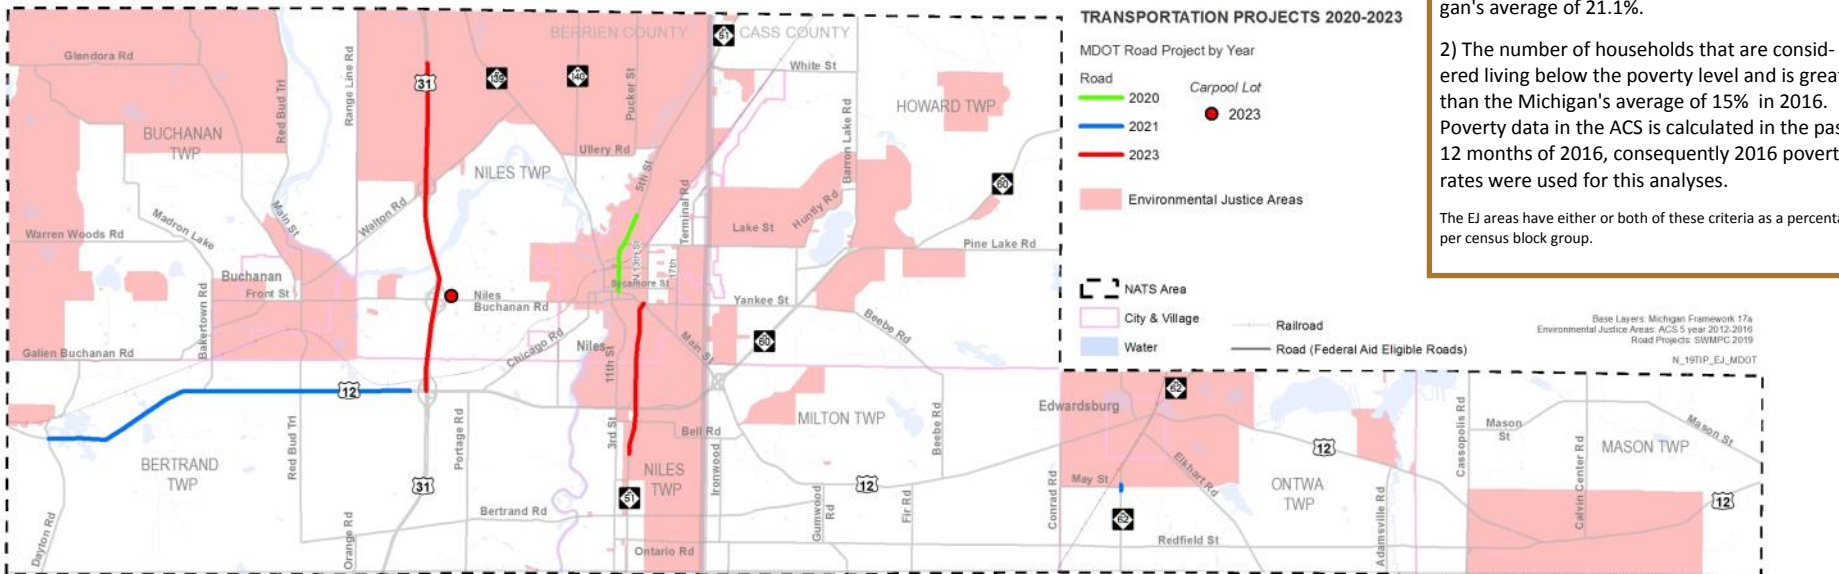 TRANSPORTATION PROJECTS 2020-2023
MDOT Road Project by Year
Road
Carpool Lot
2020
2021
2023
2023
Environmental Justice Areas
NATS Area
City & Village
Water
Railroad
Road (Federal Aid Eligible Roads)
gan's average of 21.1%.
2) The number of households that are consid-
ered living below the poverty level and is grea
than the Michigan's average of 15% in 2016.
Poverty data in the ACS is calculated in the pas
12 months of 2016, consequently 2016 povert
rates were used for this analyses.
The EJ areas have either or both of these criteria as a percenta
per census block group.
Base Layers: Michigan Framework 17a
Environmental Justice Areas: ACS 5 year 2012-2016
Road Projects: SWMPC 2019
N_19TIP_EJ_MDOT
BERRIEN COUNTY
CASS COUNTY
51
Glendora Rd
Red Bud Trl
Range Line Rd
31
139
140
Pucker St
White St
HOWARD TWP
BUCHANAN
TWP
Ullery Rd
NILES TWP
5th St
Barron Lake Rd
60
Madron Lake
Main St
Walton Rd
Terminal Rd
Lake St
Huntly Rd
Warren Woods Rd
Pine Lake Rd
N 13th St
17th
Buchanan
Front St
Sycamore St
Niles
Buchanan Rd
Yankee St
Bakertown Rd
Beebe Rd
Chicago Rd
Main St
60
Galien Buchanan Rd
Niles
11th St
12
Red Bud Trl
Portage Rd
3rd St
Bell Rd
MILTON TWP
Beebe Rd
Edwardsburg
62
Cassopolis Rd
Mason
St
Mason St
MASON TWP
BERTRAND
TWP
NILES
TWP
Ironwood
12
12
Conrad Rd
May St
Elkhart Rd
ONTWA
TWP
Adamsville Rd
Calvin Center Rd
12
31
51
Bertrand Rd
Gumwood
Rd
Fir Rd
62
Dayton Rd
Orange Rd
Ontario Rd
Redfield St